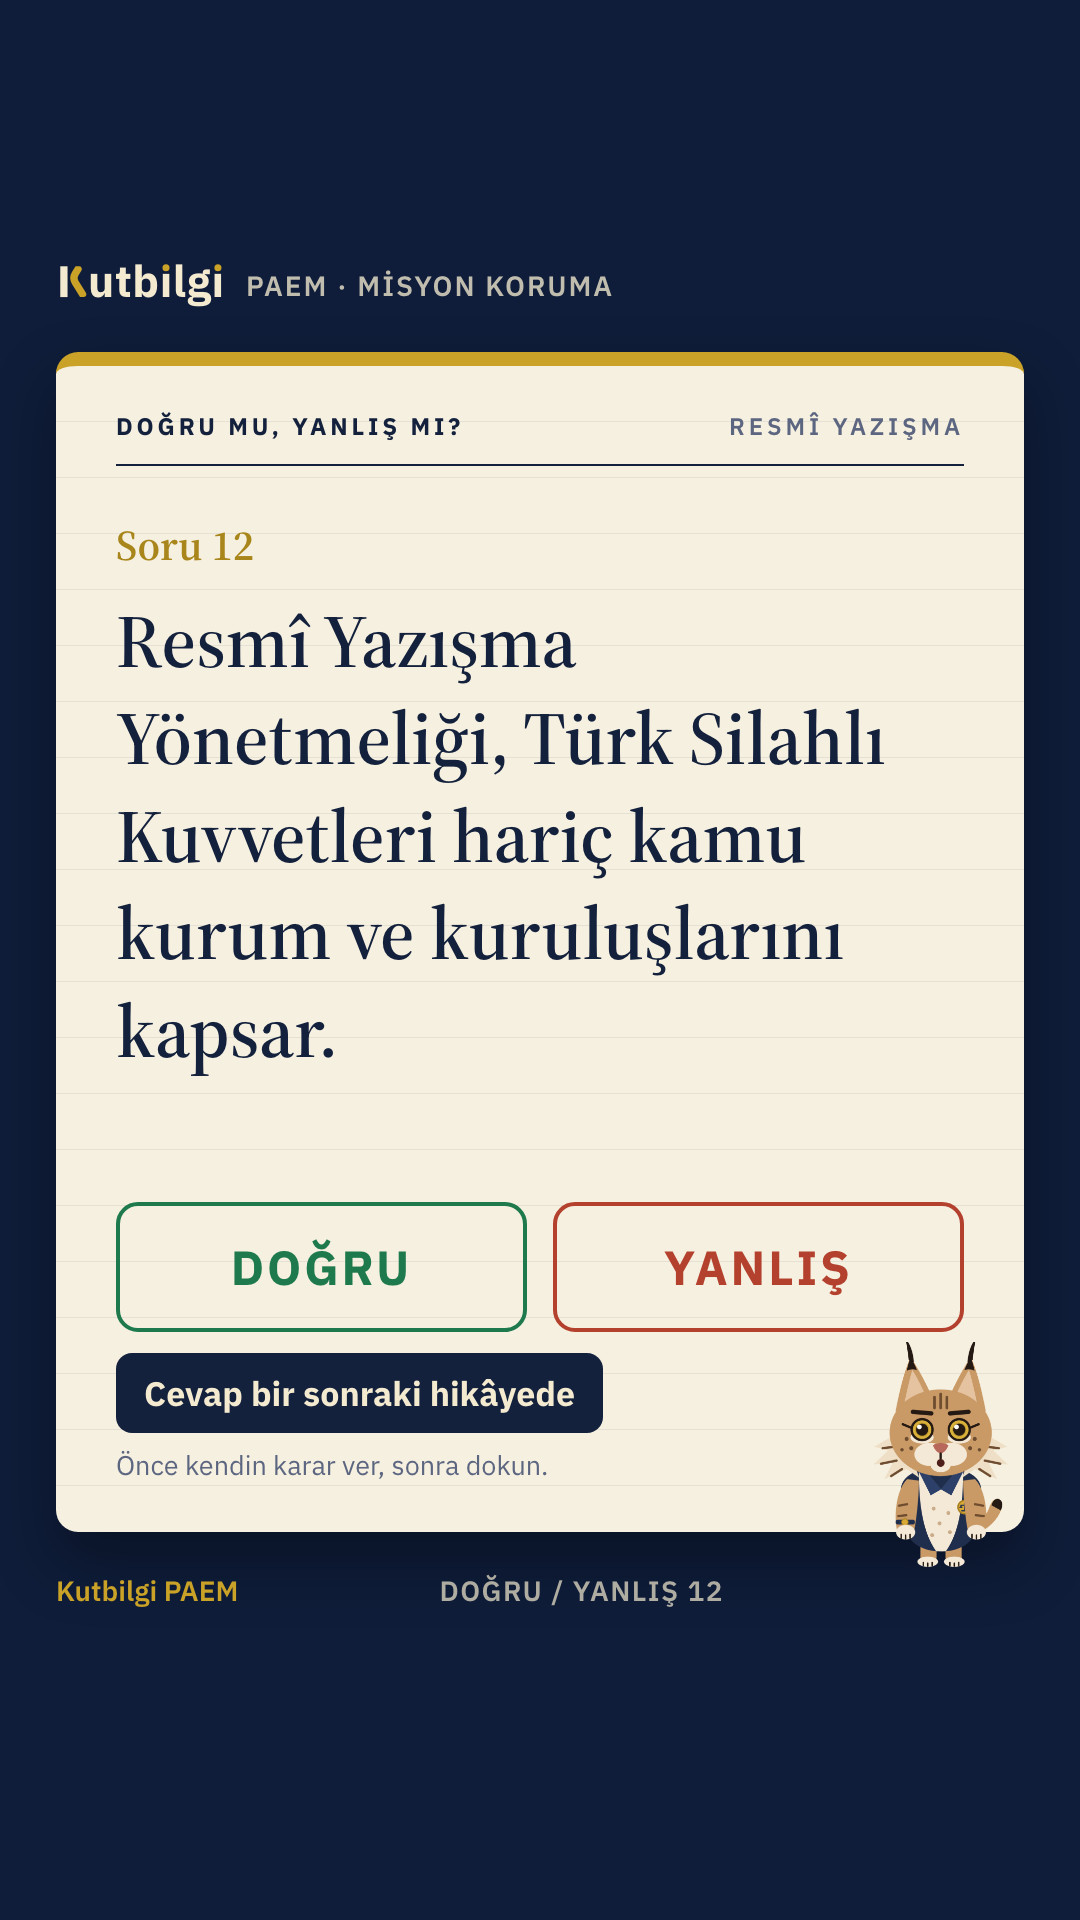 Kutbilgi PAEM · MİSYON KORUMA
DOĞRU MU, YANLIŞ MI? RESMÎ YAZIŞMA
Soru 12
Resmî Yazışma
Yönetmeliği, Türk Silahlı
Kuvvetleri hariç kamu
kurum ve kuruluşlarını
kapsar.
DOĞRU YANLIŞ
Cevap bir sonraki hikâyede
Önce kendin karar ver, sonra dokun.
Kutbilgi PAEM DOĞRU / YANLIŞ 12